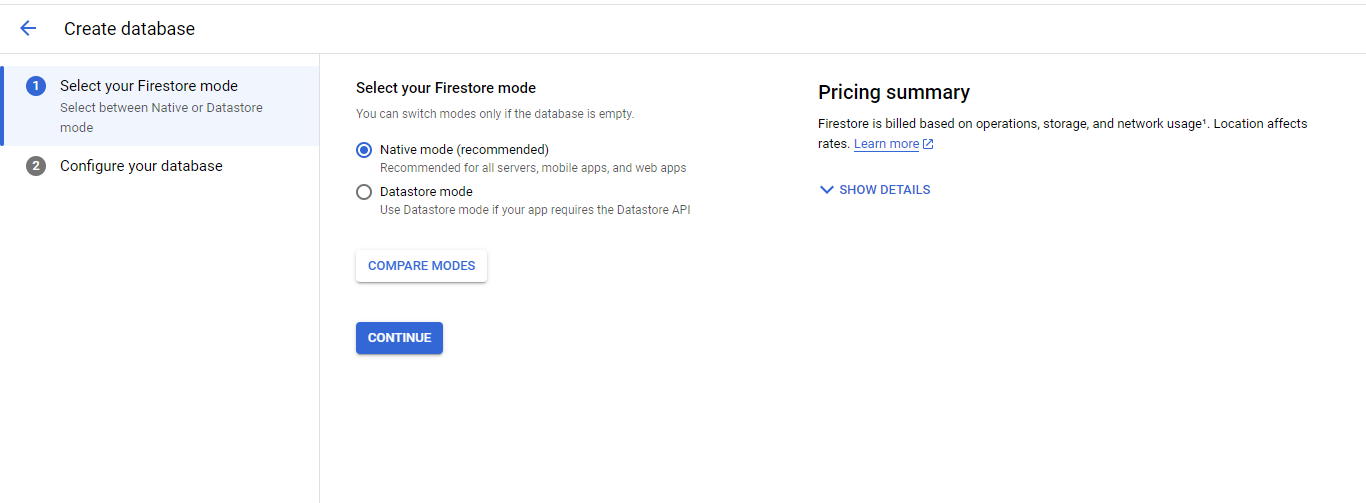 Create database
1
Select your Firestore mode
Select between Native or Datastore
mode
2
Configure your database
Select your Firestore mode
You can switch modes only if the database is empty.
Native mode (recommended)
Recommended for all servers, mobile apps, and web apps
Datastore mode
Use Datastore mode if your app requires the Datastore API
COMPARE MODES
CONTINUE
Pricing summary
Firestore is billed based on operations, storage, and network usage¹. Location affects
rates. Learn more
SHOW DETAILS